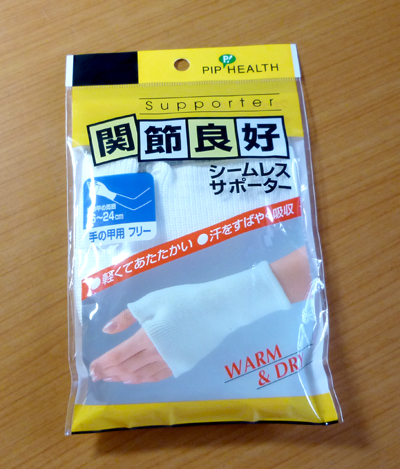 PIP HEALTH
Supporter
関節良好
シームレス
サポーター
~24cm
手の甲用 フリー
軽くてあたたかい ●汗をすばやく吸収
WARM
& DRY